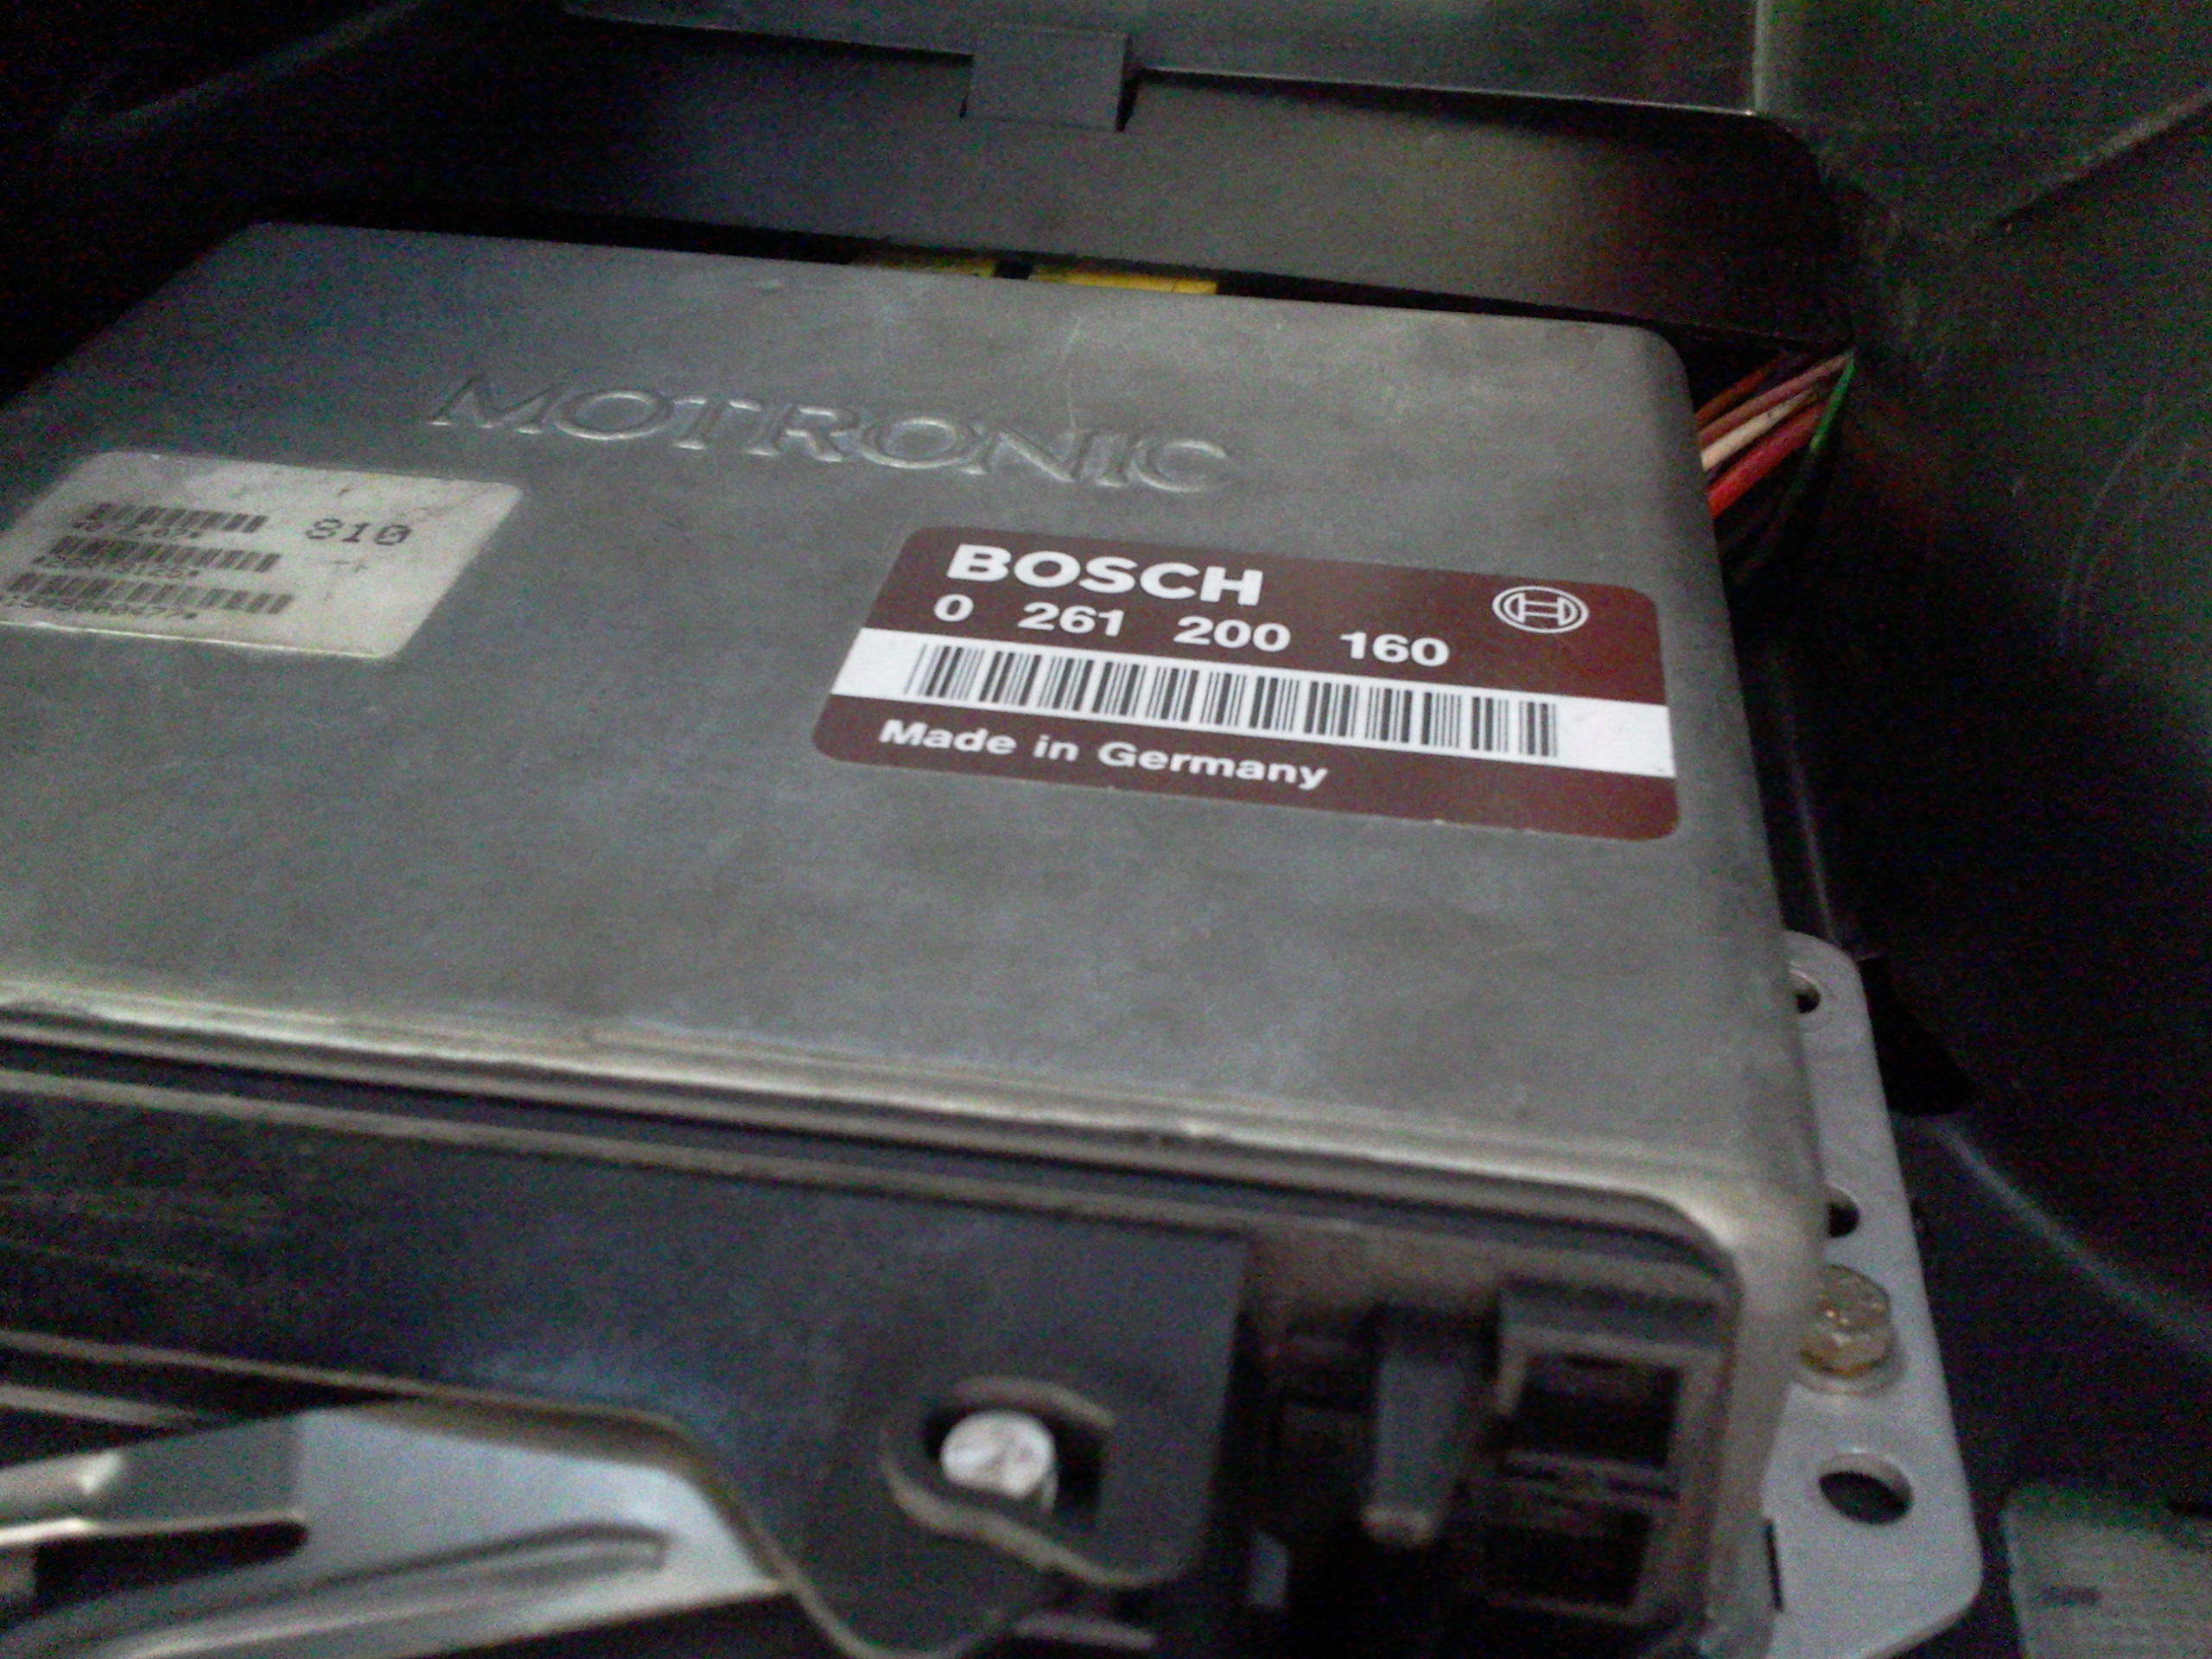 MOTRONIC
810
BOSCH
0 261 200 160
Made in Germany